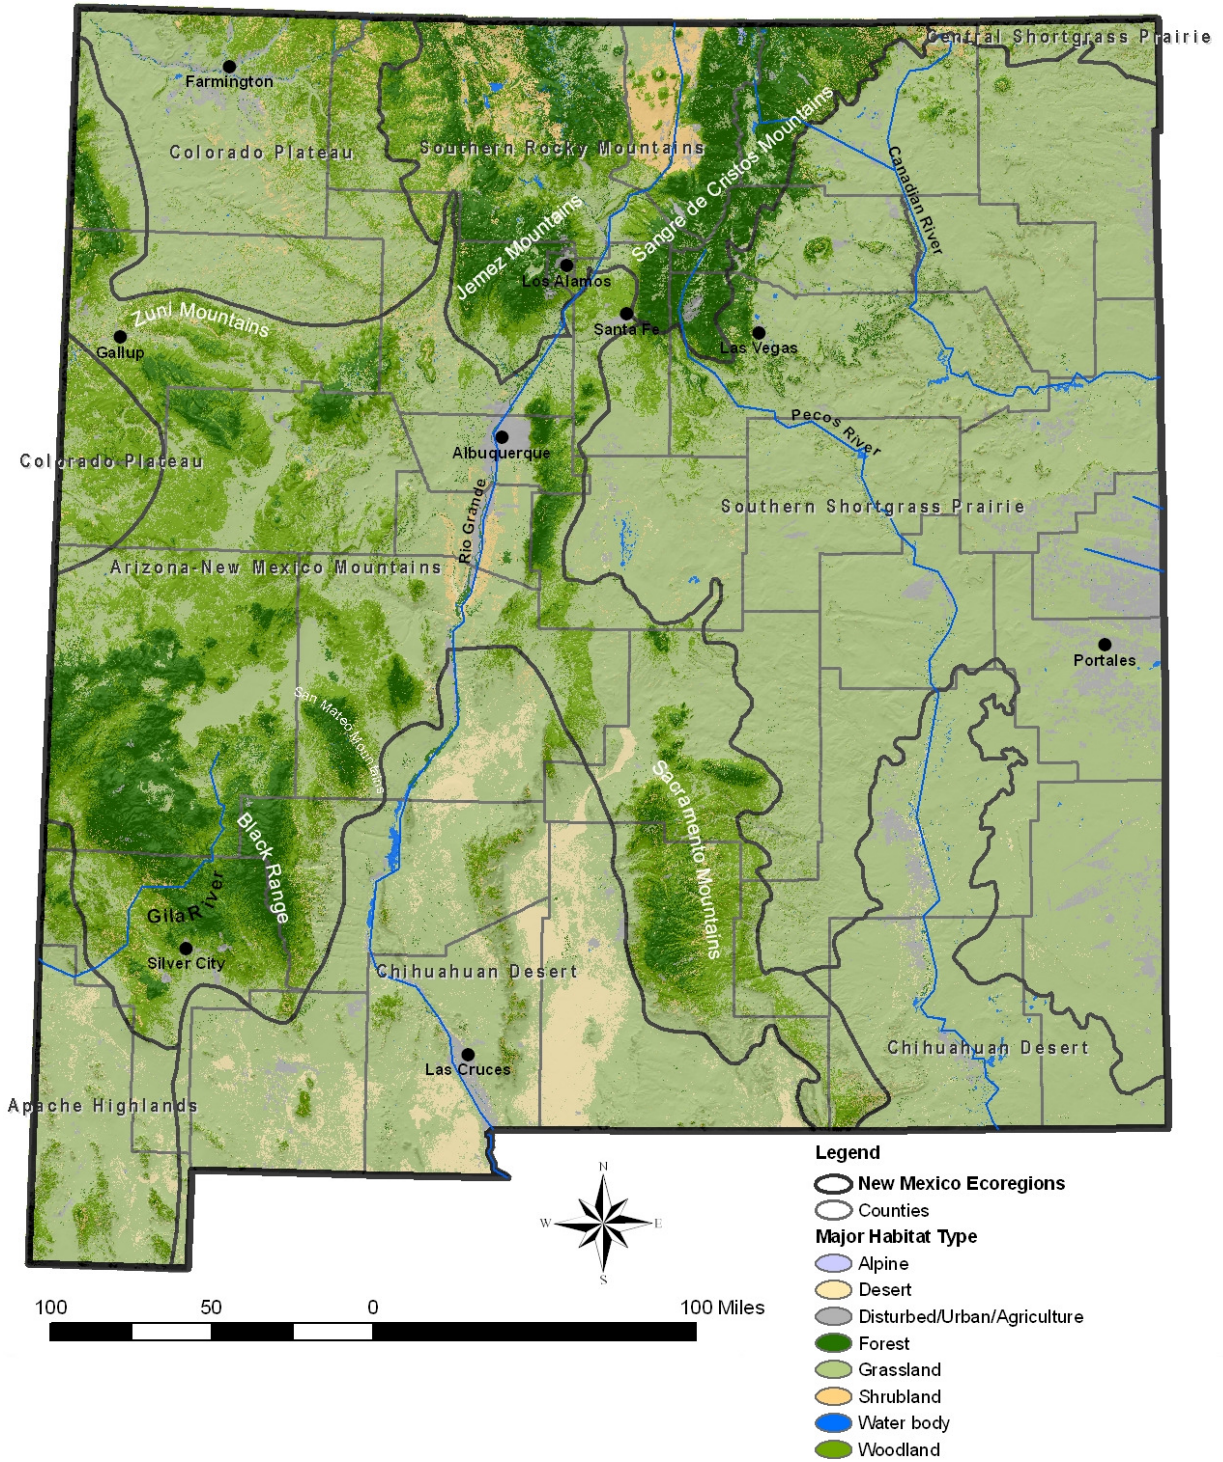 Central Shortgrass Prairie
Farmington
Colorado Plateau
Southern Rocky Mountains
Sangre de Cristos Mountains
Canadian River
Jemez Mountains
Los Alamos
Zuni Mountains
Santa Fe
Gallup
Las Vegas
Pecos River
Albuquerque
Colorado Plateau
Rio Grande
Southern Shortgrass Prairie
Arizona-New Mexico Mountains
Portales
San Mateo Mountains
Sacramento Mountains
Black Range
Gila River
Silver City
Chihuahuan Desert
Chihuahuan Desert
Las Cruces
Apache Highlands
N
W E
S
100 50 0 100 Miles
Legend
New Mexico Ecoregions
Counties
Major Habitat Type
Alpine
Desert
Disturbed/Urban/Agriculture
Forest
Grassland
Shrubland
Water body
Woodland